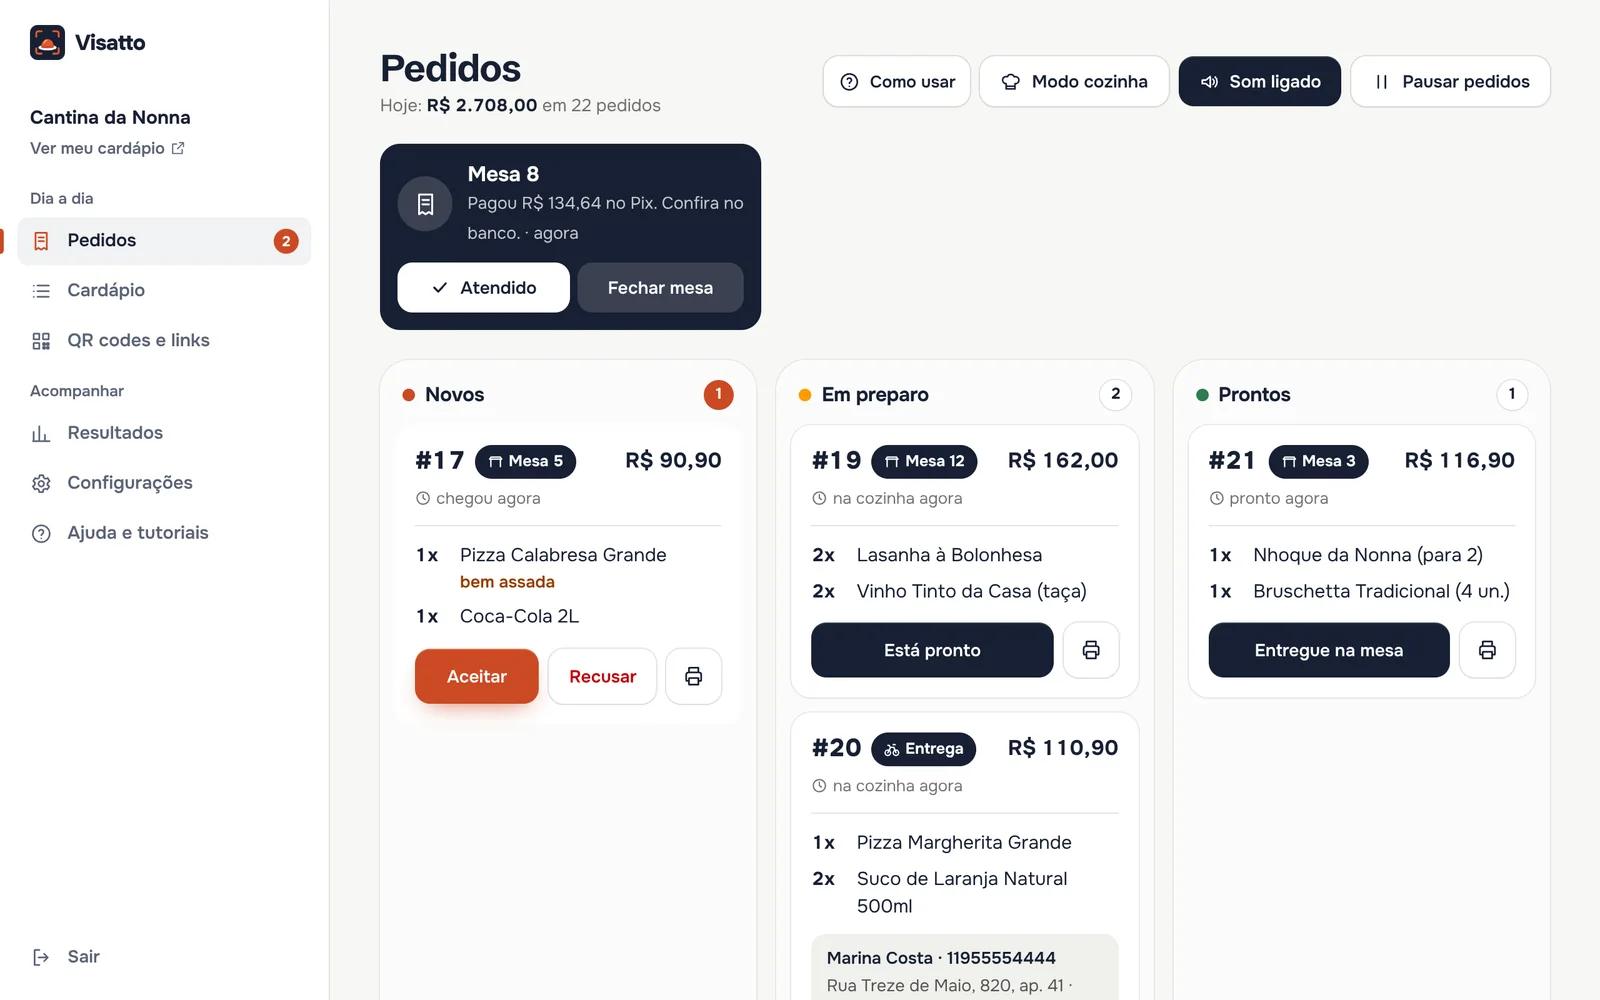 Visatto
Cantina da Nonna
Ver meu cardápio
Dia a dia
Pedidos 2
Cardápio
QR codes e links
Acompanhar
Resultados
Configurações
Ajuda e tutoriais
Sair
Pedidos
Hoje: R$ 2.708,00 em 22 pedidos
Como usar
Modo cozinha
Som ligado
Pausar pedidos
Mesa 8
Pagou R$ 134,64 no Pix. Confira no
banco. · agora
Atendido
Fechar mesa
Novos 1
#17 Mesa 5 R$ 90,90
chegou agora
1x Pizza Calabresa Grande
bem assada
1x Coca-Cola 2L
Aceitar
Recusar
Em preparo 2
#19 Mesa 12 R$ 162,00
na cozinha agora
2x Lasanha à Bolonhesa
2x Vinho Tinto da Casa (taça)
Está pronto
#20 Entrega R$ 110,90
na cozinha agora
1x Pizza Margherita Grande
2x Suco de Laranja Natural
500ml
Marina Costa · 11955554444
Rua Treze de Maio, 820, ap. 41 ·
Prontos 1
#21 Mesa 3 R$ 116,90
pronto agora
1x Nhoque da Nonna (para 2)
1x Bruschetta Tradicional (4 un.)
Entregue na mesa